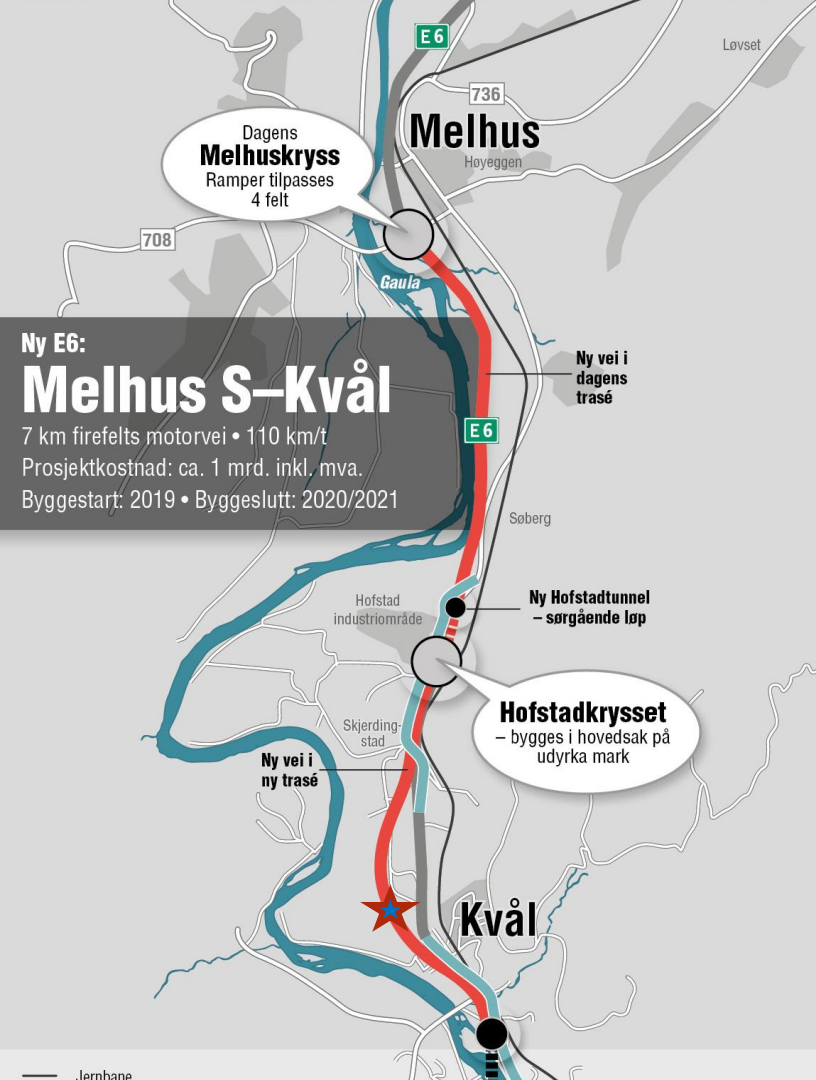 E6
Løvset
736
Melhus
Høyeggen
Dagens
Melhuskryss
Ramper tilpasses
4 felt
708
Gaula
Ny E6:
Melhus S–Kvål
7 km firefelts motorvei • 110 km/t
Prosjektkostnad: ca. 1 mrd. inkl. mva.
Byggestart: 2019 • Byggeslutt: 2020/2021
Ny vei i
dagens
trasé
E6
Søberg
Hofstad
industriområde
Ny Hofstadtunnel
– sørgående løp
Hofstadkrysset
– bygges i hovedsak på
udyrka mark
Skjerding-
stad
Ny vei i
ny trasé
Kvål
Jernbane